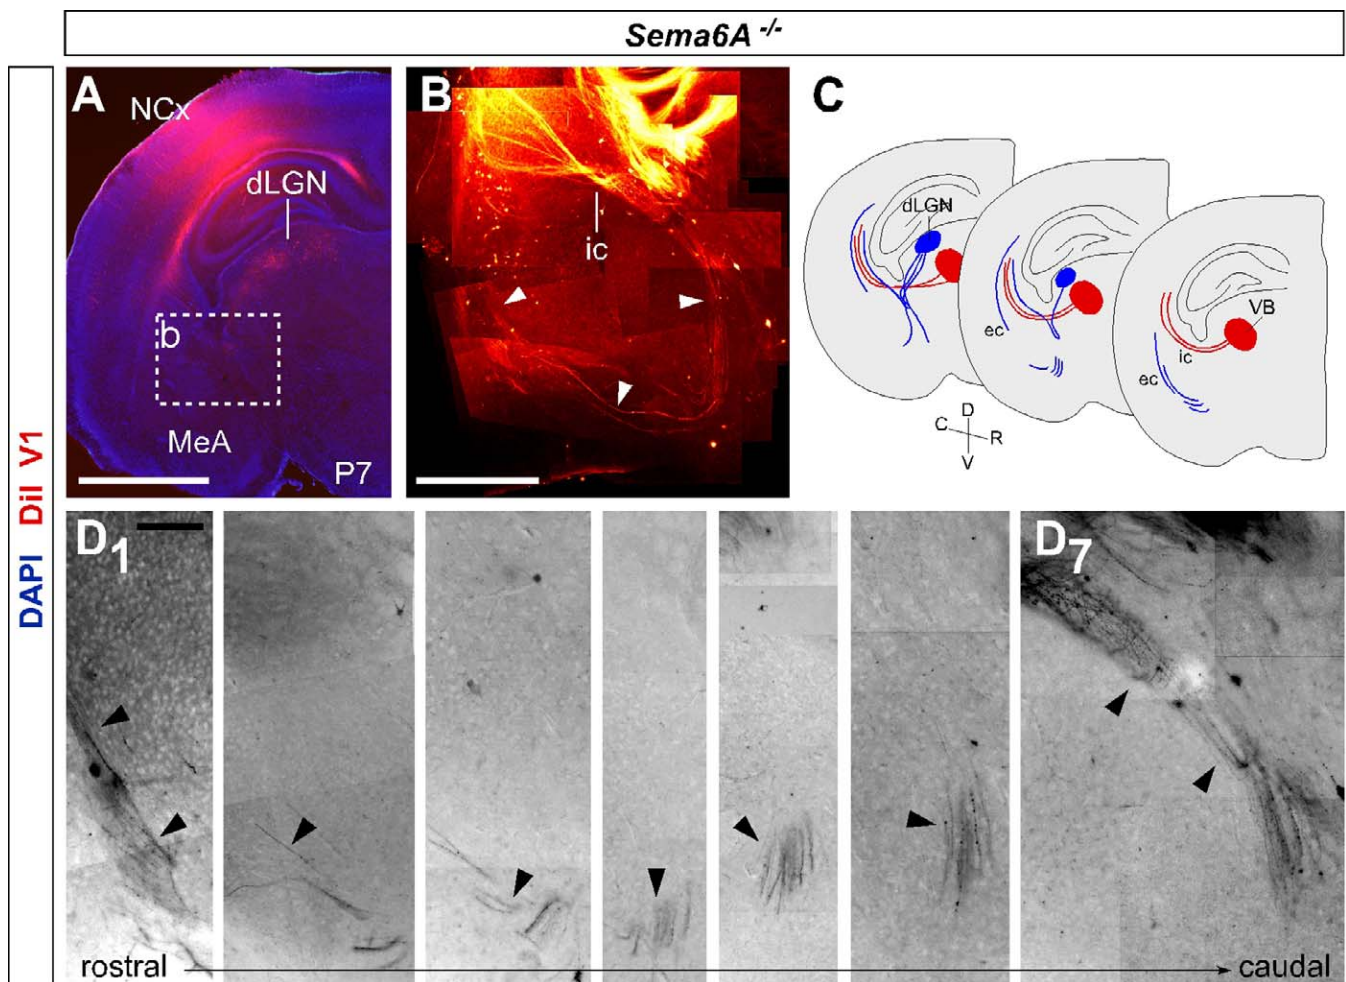 Sema6A -/-
DAPI DiI V1
A
NCx
dLGN
b
MeA
P7
B
ic
C
dLGN
ec
VB
ic
ec
D
C
R
V
D1
D7
rostral
caudal